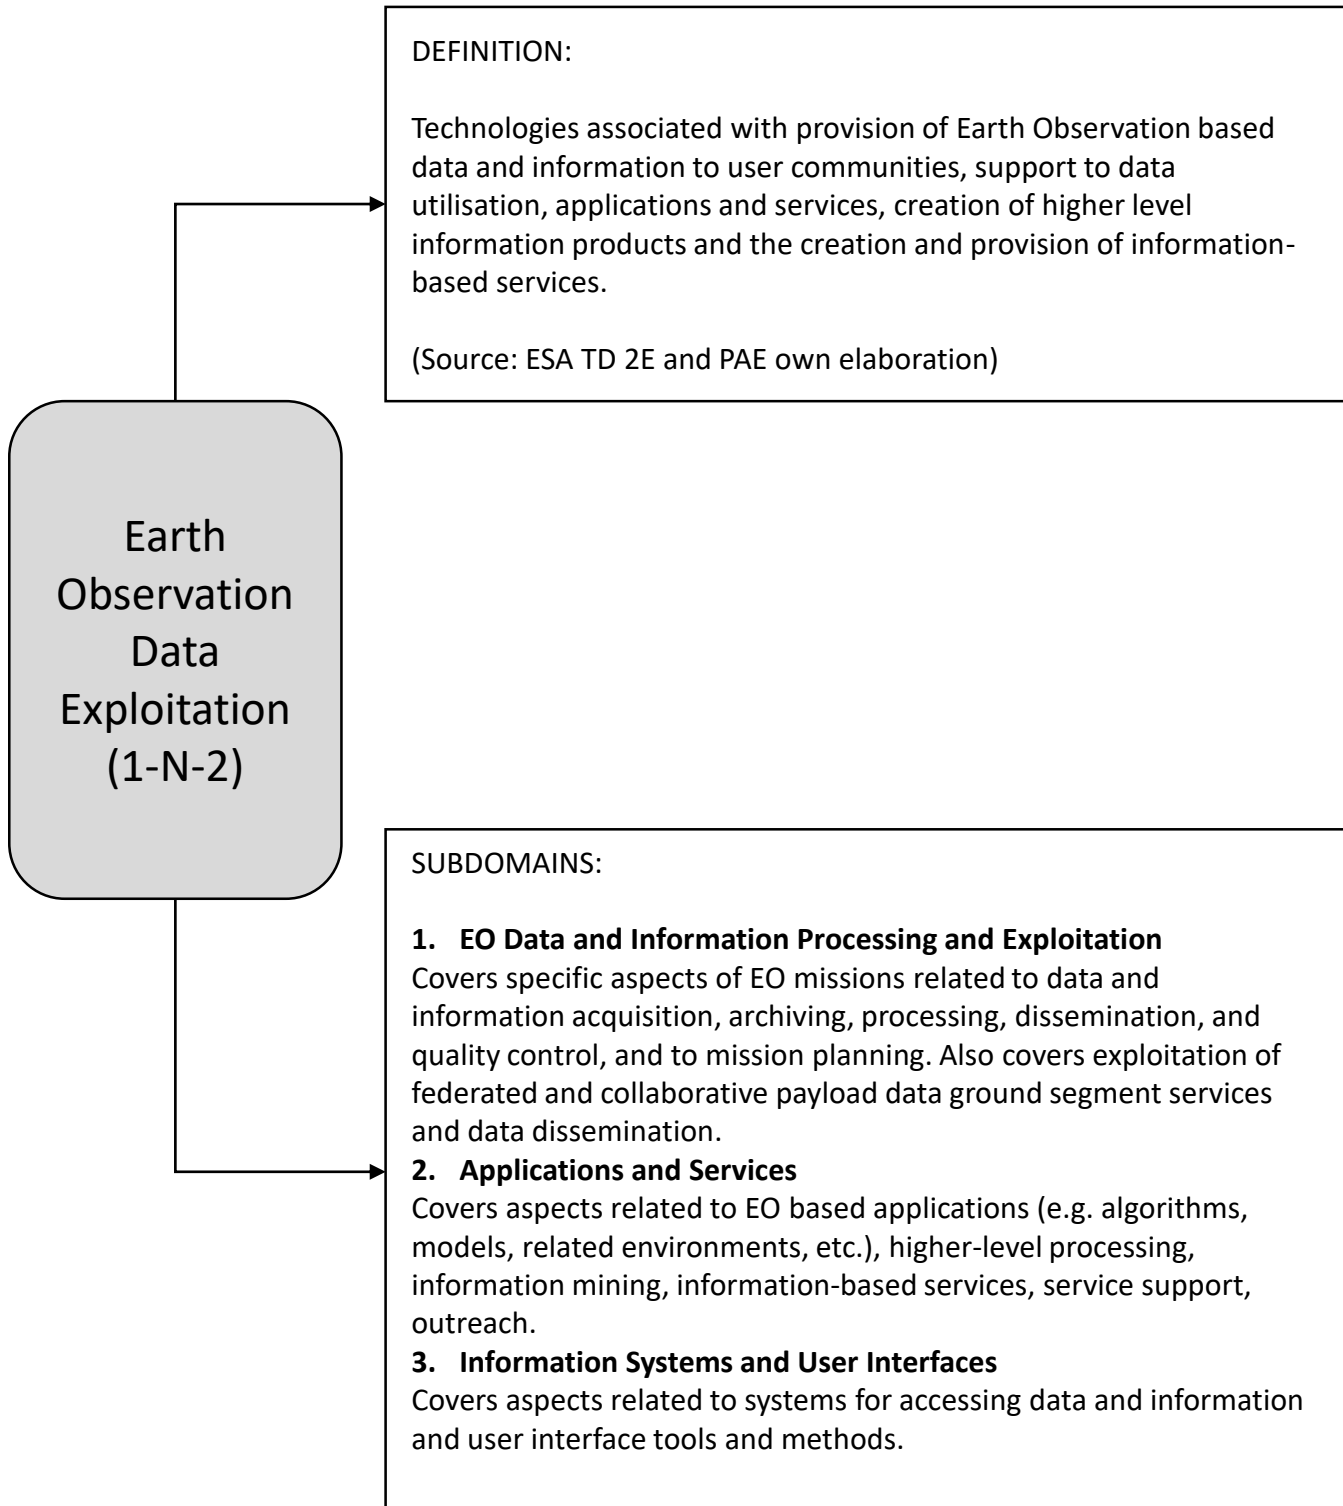 DEFINITION:
Technologies associated with provision of Earth Observation based
data and information to user communities, support to data
utilisation, applications and services, creation of higher level
information products and the creation and provision of information-
based services.
(Source: ESA TD 2E and PAE own elaboration)
Earth
Observation
Data
Exploitation
(1-N-2)
SUBDOMAINS:
1. EO Data and Information Processing and Exploitation
Covers specific aspects of EO missions related to data and
information acquisition, archiving, processing, dissemination, and
quality control, and to mission planning. Also covers exploitation of
federated and collaborative payload data ground segment services
and data dissemination.
2. Applications and Services
Covers aspects related to EO based applications (e.g. algorithms,
models, related environments, etc.), higher-level processing,
information mining, information-based services, service support,
outreach.
3. Information Systems and User Interfaces
Covers aspects related to systems for accessing data and information
and user interface tools and methods.